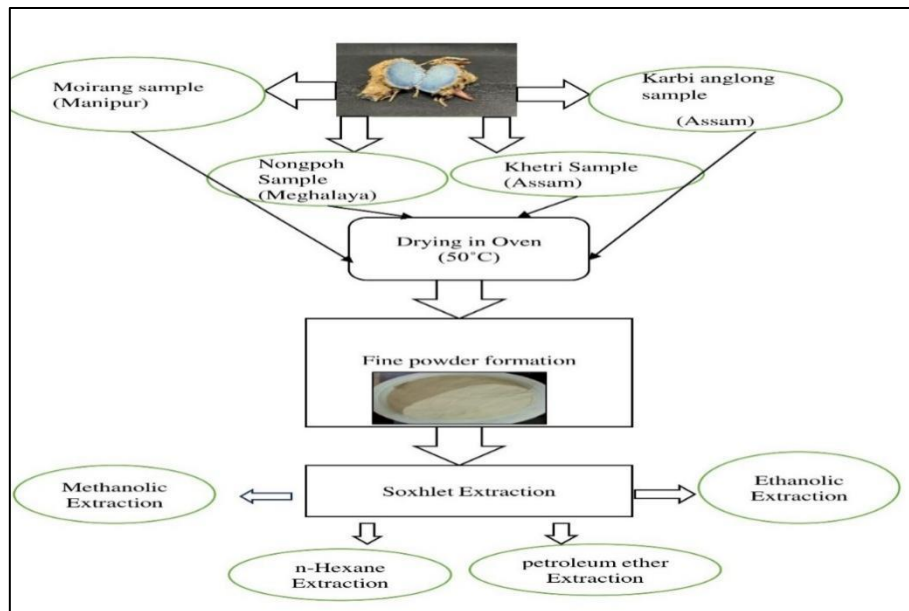 Moirang sample
(Manipur)
Karbi anglong
sample
(Assam)
Nongpoh
Sample
(Meghalaya)
Khetri Sample
(Assam)
Drying in Oven
(50˚C)
Fine powder formation
Soxhlet Extraction
Methanolic
Extraction
Ethanolic
Extraction
n-Hexane
Extraction
petroleum ether
Extraction